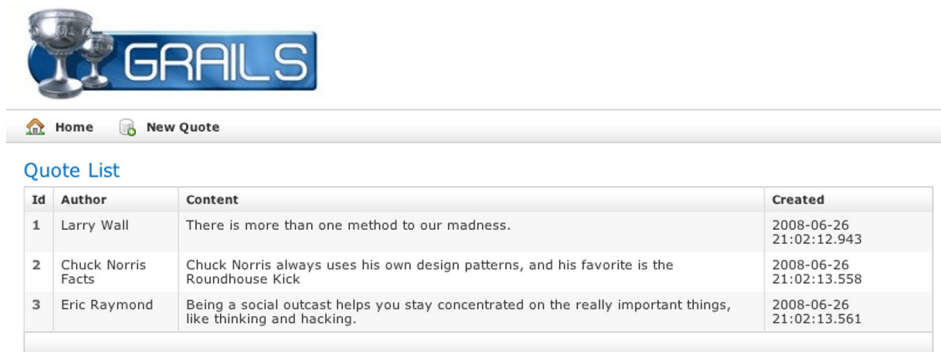 GRAILS
Home New Quote
Quote List
Id Author Content Created
1 Larry Wall There is more than one method to our madness. 2008-06-26
21:02:12.943
2 Chuck Norris Chuck Norris always uses his own design patterns, and his favorite is the 2008-06-26
Facts Roundhouse Kick 21:02:13.558
3 Eric Raymond Being a social outcast helps you stay concentrated on the really important things, 2008-06-26
like thinking and hacking. 21:02:13.561